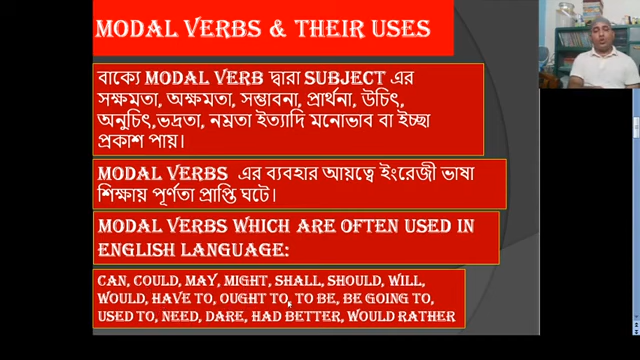 MODAL VERBS & THEIR USES
বাক্যে MODAL VERB দ্বারা SUBJECT এর
সক্ষমতা, অক্ষমতা, সম্ভাবনা, প্রার্থনা, উচিৎ,
অনুচিৎ,ভদ্রতা, নম্রতা ইত্যাদি মনোভাব বা ইচ্ছা
প্রকাশ পায়।
MODAL VERBS এর ব্যবহার আয়ত্বে ইংরেজী ভাষা
শিক্ষায় পূর্ণতা প্রাপ্তি ঘটে।
MODAL VERBS WHICH ARE OFTEN USED IN
ENGLISH LANGUAGE:
CAN, COULD, MAY, MIGHT, SHALL, SHOULD, WILL,
WOULD, HAVE TO, OUGHT TO, TO BE, BE GOING TO,
USED TO, NEED, DARE, HAD BETTER, WOULD RATHER